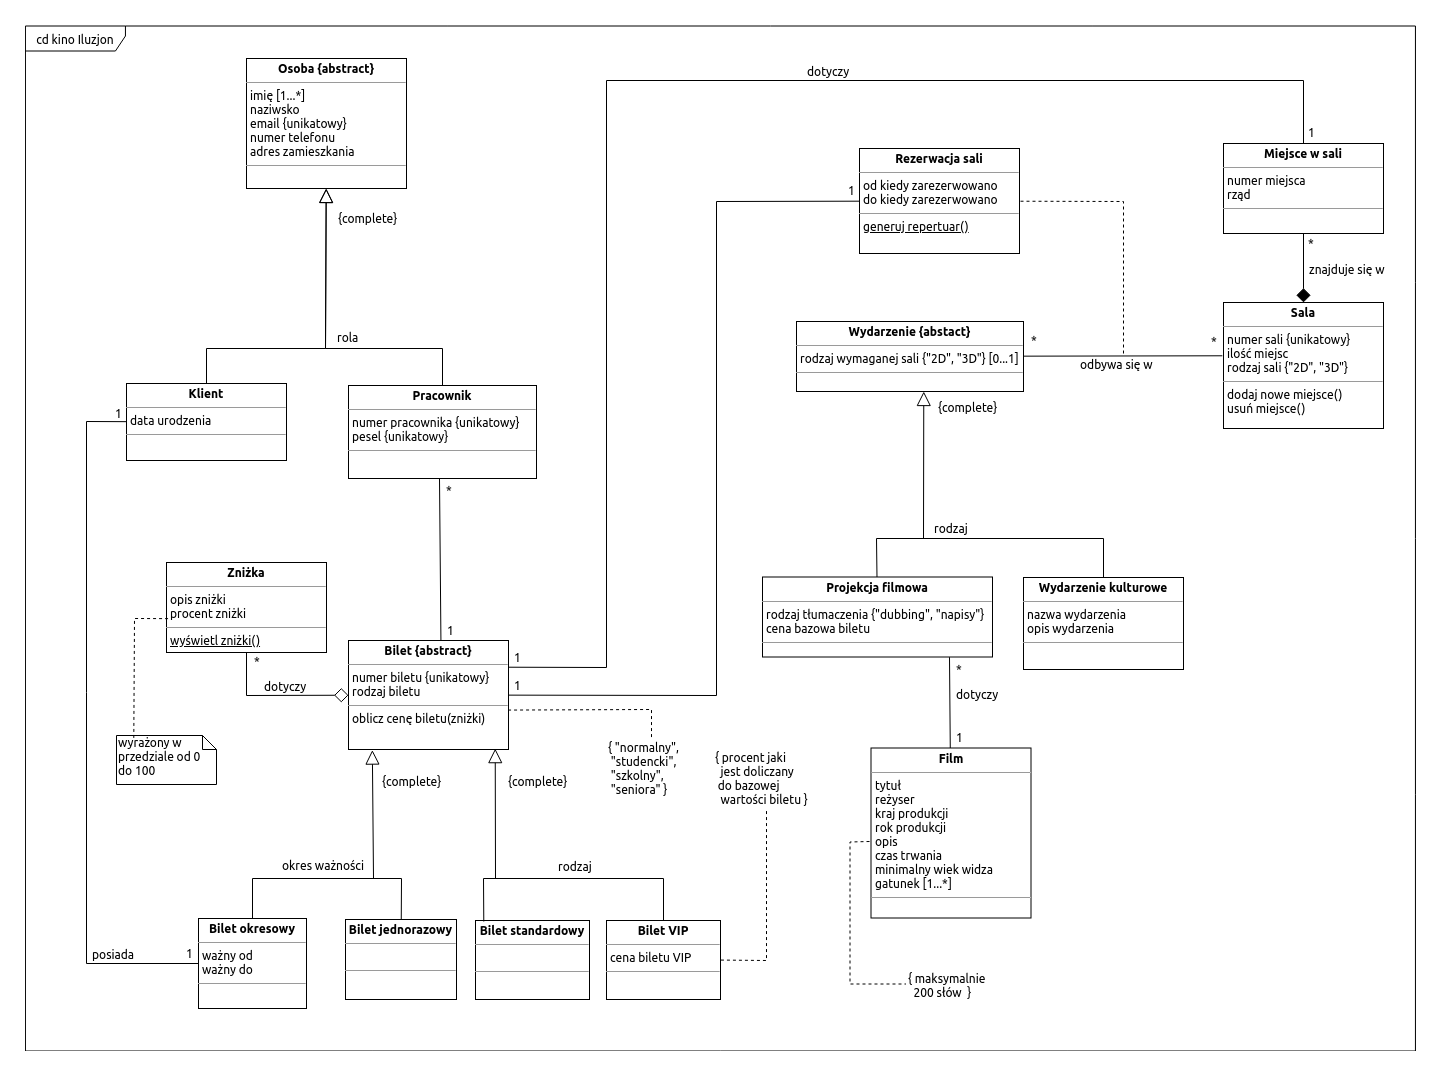 cd kino Iluzjon
Osoba {abstract}
imię [1...*]
naziwsko
email {unikatowy}
numer telefonu
adres zamieszkania
{complete}
rola
Klient
data urodzenia
1
Pracownik
numer pracownika {unikatowy}
pesel {unikatowy}
*
1
Zniżka
opis zniżki
procent zniżki
wyświetl zniżki()
*
dotyczy
wyrażony w
przedziale od 0
do 100
Bilet {abstract}
numer biletu {unikatowy}
rodzaj biletu
oblicz cenę biletu(zniżki)
1
1
{complete}
{complete}
{ "normalny",
"studencki",
"szkolny",
"seniora" }
{ procent jaki
jest doliczany
do bazowej
wartości biletu }
okres ważności
rodzaj
Bilet okresowy
ważny od
ważny do
posiada
1
Bilet jednorazowy
Bilet standardowy
Bilet VIP
cena biletu VIP
dotyczy
1
Rezerwacja sali
od kiedy zarezerwowano
do kiedy zarezerwowano
generuj repertuar()
1
Miejsce w sali
numer miejsca
rząd
*
znajduje się w
Sala
numer sali {unikatowy}
ilość miejsc
rodzaj sali {"2D", "3D"}
dodaj nowe miejsce()
usuń miejsce()
Wydarzenie {abstact}
rodzaj wymaganej sali {"2D", "3D"} [0...1]
*
*
odbywa się w
{complete}
rodzaj
Projekcja filmowa
rodzaj tłumaczenia {"dubbing", "napisy"}
cena bazowa biletu
Wydarzenie kulturowe
nazwa wydarzenia
opis wydarzenia
*
dotyczy
1
Film
tytuł
reżyser
kraj produkcji
rok produkcji
opis
czas trwania
minimalny wiek widza
gatunek [1...*]
{ maksymalnie
200 słów }